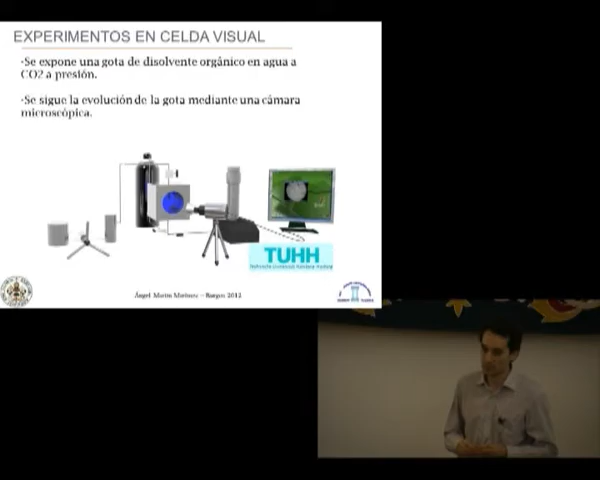 EXPERIMENTOS EN CELDA VISUAL
•Se expone una gota de disolvente orgánico en agua a
CO2 a presión.
•Se sigue la evolución de la gota mediante una cámara
microscópica.
TUHH
Ángel Martín Martínez – Burgos 2012